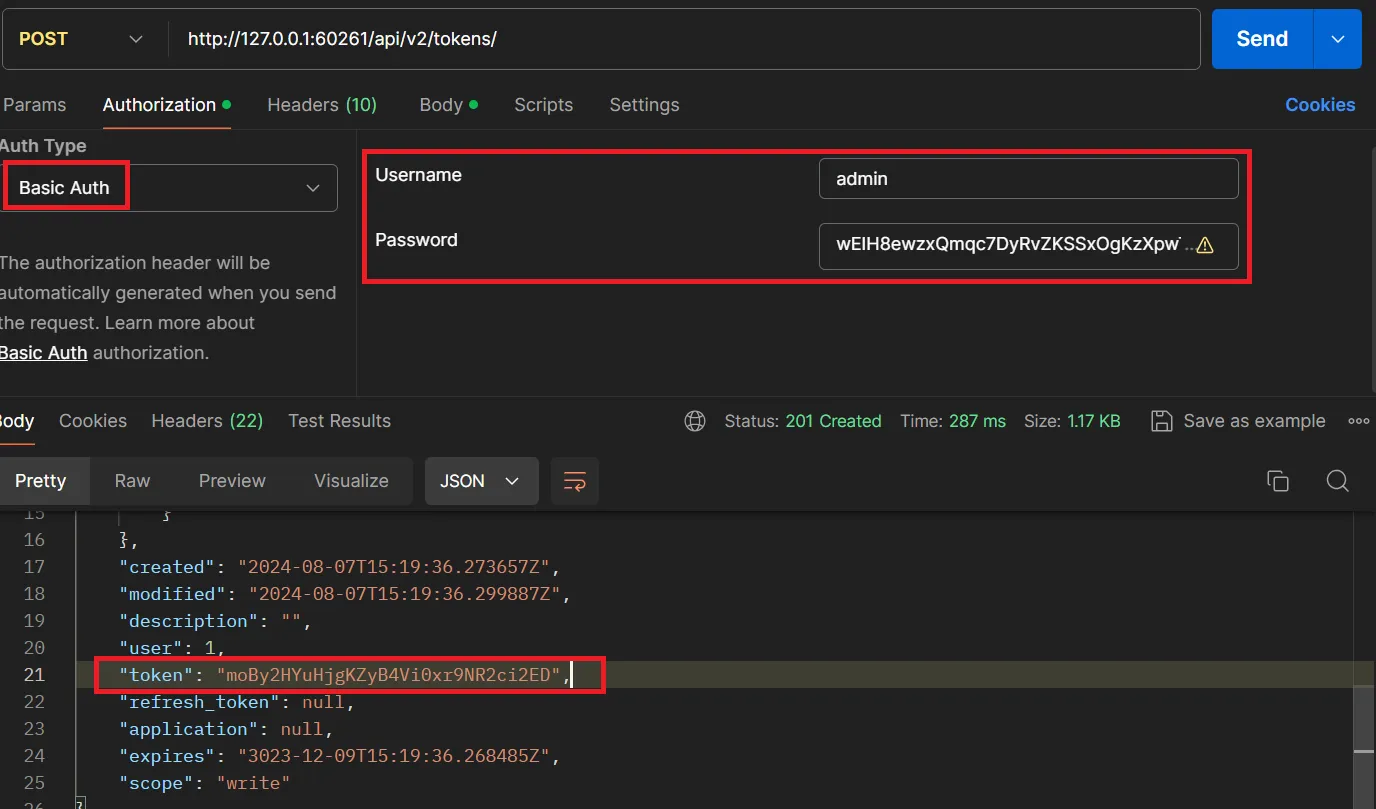 POST http://127.0.0.1:60261/api/v2/tokens/ Send
Params Authorization Headers (10) Body Scripts Settings Cookies
Auth Type
Basic Auth
The authorization header will be
automatically generated when you send
the request. Learn more about
Basic Auth authorization.
Username admin
Password wEIH8ewzxQmqc7DyRvZKSSxOgKzXpw ...
Body Cookies Headers (22) Test Results Status: 201 Created Time: 287 ms Size: 1.17 KB Save as example
Pretty Raw Preview Visualize JSON
15 }
16 },
17 "created": "2024-08-07T15:19:36.273657Z",
18 "modified": "2024-08-07T15:19:36.299887Z",
19 "description": "",
20 "user": 1,
21 "token": "moBy2HYuHjgKZyB4Vi0xr9NR2ci2ED",
22 "refresh_token": null,
23 "application": null,
24 "expires": "3023-12-09T15:19:36.268485Z",
25 "scope": "write"
26 }